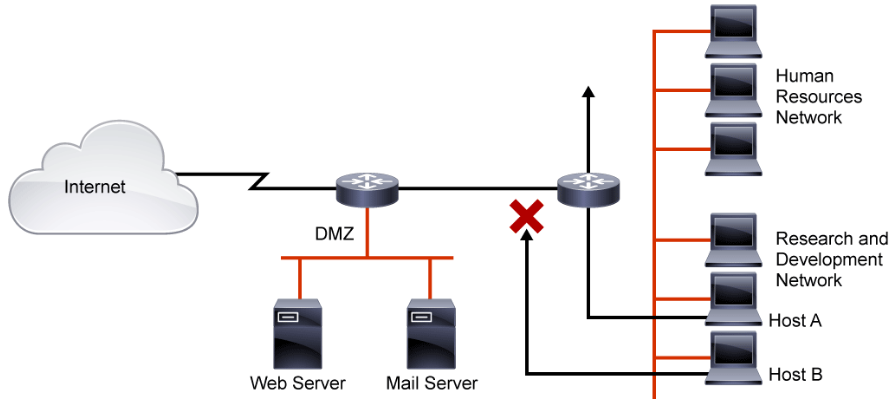 Human
Resources
Network
Internet
DMZ
Research and
Development
Network
Host A
Host B
Web Server
Mail Server